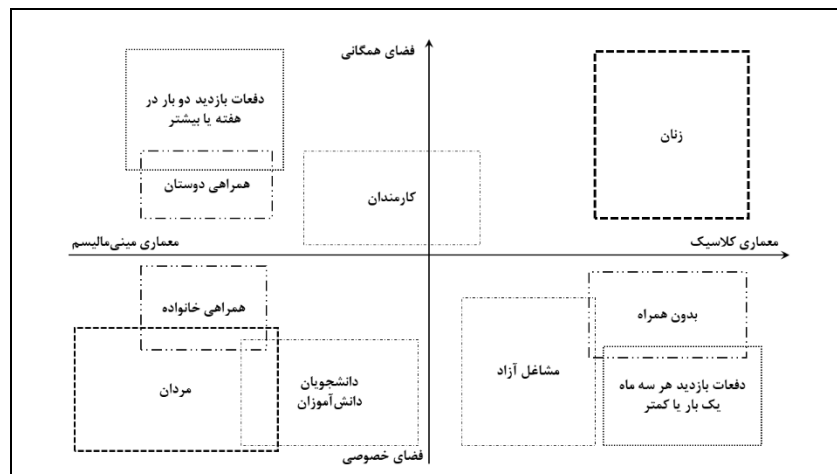 فضای همگانی
دفعات بازدید دو بار در
هفته یا بیشتر
زنان
همراهی دوستان
کارمندان
معماری کلاسیک
معماری مینی‌مالیسم
همراهی خانواده
بدون همراه
مشاغل آزاد
دانشجویان
دانش‌آموزان
مردان
دفعات بازدید هر سه ماه
یک بار یا کمتر
فضای خصوصی